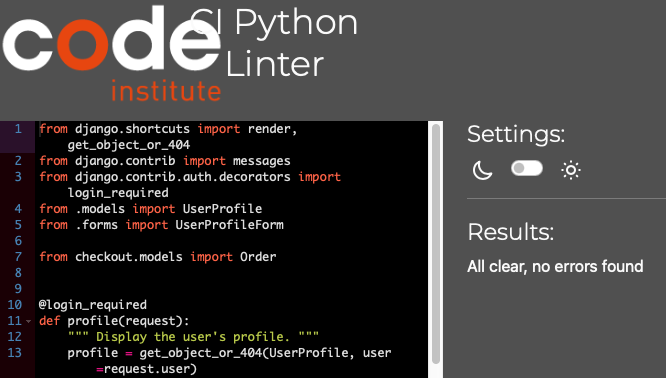 code
institute
CI Python
Linter
1 from django.shortcuts import render,
get_object_or_404
2 from django.contrib import messages
3 from django.contrib.auth.decorators import
login_required
4 from .models import UserProfile
5 from .forms import UserProfileForm
6
7 from checkout.models import Order
8
9
10 @login_required
11 def profile(request):
12 """ Display the user's profile. """
13 profile = get_object_or_404(UserProfile, user
=request.user)
Settings:
Results:
All clear, no errors found